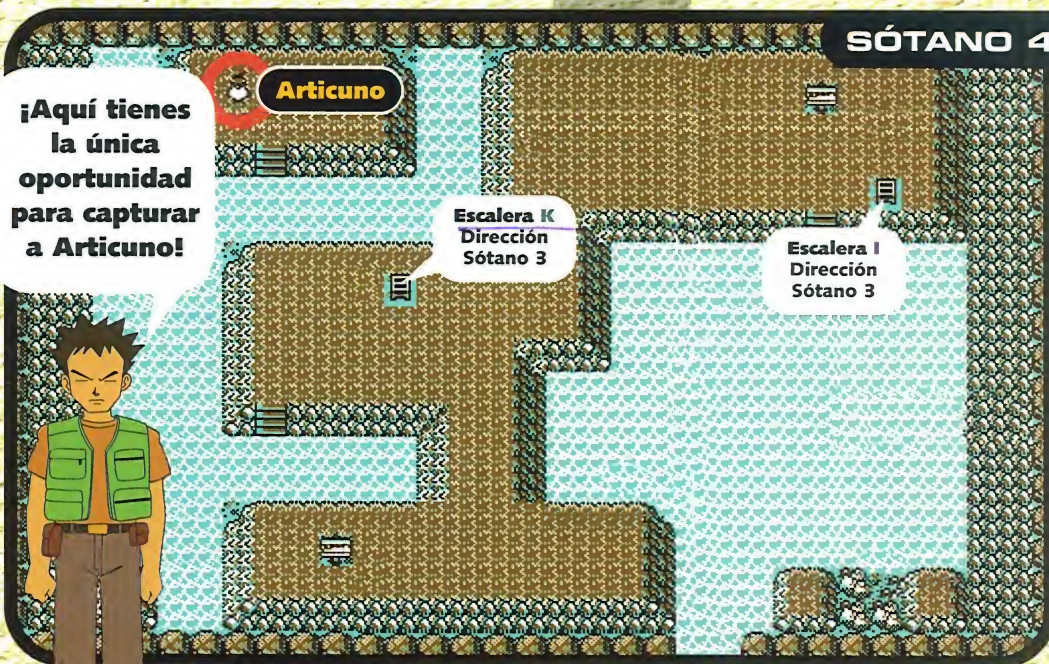 SÓTANO 4
Articuno
¡Aquí tienes
la única
oportunidad
para capturar
a Articuno!
Escalera K
Dirección
Sótano 3
Escalera I
Dirección
Sótano 3